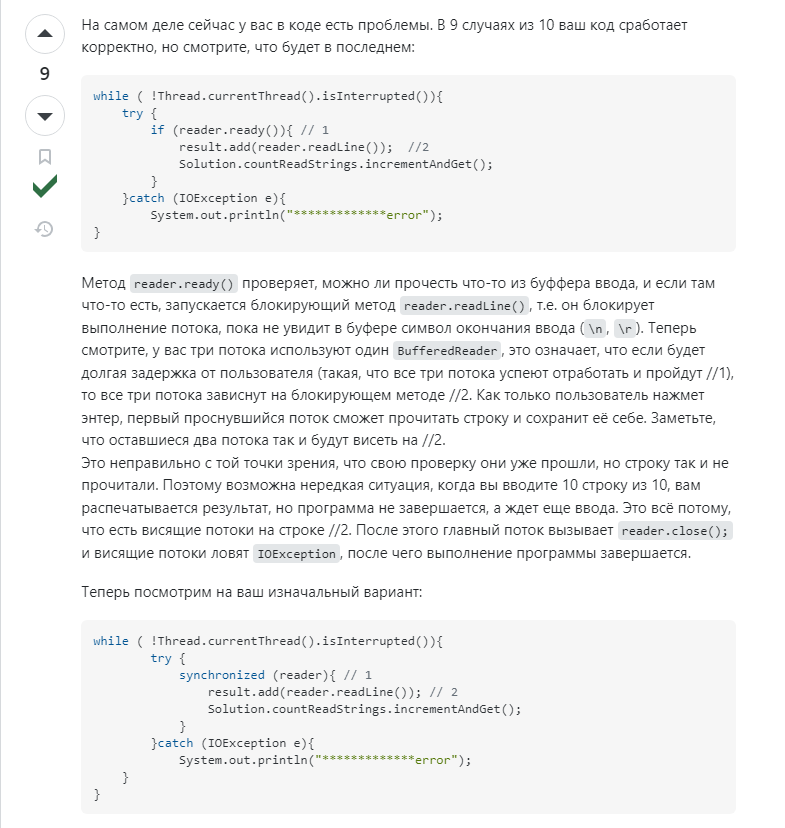 На самом деле сейчас у вас в коде есть проблемы. В 9 случаях из 10 ваш код сработает
корректно, но смотрите, что будет в последнем:
9
while ( !Thread.currentThread().isInterrupted()){
    try {
        if (reader.ready()){ // 1
            result.add(reader.readLine());  //2
            Solution.countReadStrings.incrementAndGet();
        }
    }catch (IOException e){
        System.out.println("*************error");
}
Метод reader.ready() проверяет, можно ли прочесть что-то из буффера ввода, и если там
что-то есть, запускается блокирующий метод reader.readLine(), т.е. он блокирует
выполнение потока, пока не увидит в буфере символ окончания ввода (\n, \r). Теперь
смотрите, у вас три потока используют один BufferedReader, это означает, что если будет
долгая задержка от пользователя (такая, что все три потока успеют отработать и пройдут //1),
то все три потока зависнут на блокирующем методе //2. Как только пользователь нажмет
энтер, первый проснувшийся поток сможет прочитать строку и сохранит её себе. Заметьте,
что оставшиеся два потока так и будут висеть на //2.
Это неправильно с той точки зрения, что свою проверку они уже прошли, но строку так и не
прочитали. Поэтому возможна нередкая ситуация, когда вы вводите 10 строку из 10, вам
распечатывается результат, но программа не завершается, а ждет еще ввода. Это всё потому,
что есть висящие потоки на строке //2. После этого главный поток вызывает reader.close();
и висящие потоки ловят IOException, после чего выполнение программы завершается.
Теперь посмотрим на ваш изначальный вариант:
while ( !Thread.currentThread().isInterrupted()){
        try {
            synchronized (reader){ // 1
                result.add(reader.readLine()); // 2
                Solution.countReadStrings.incrementAndGet();
            }
        }catch (IOException e){
            System.out.println("*************error");
    }
}